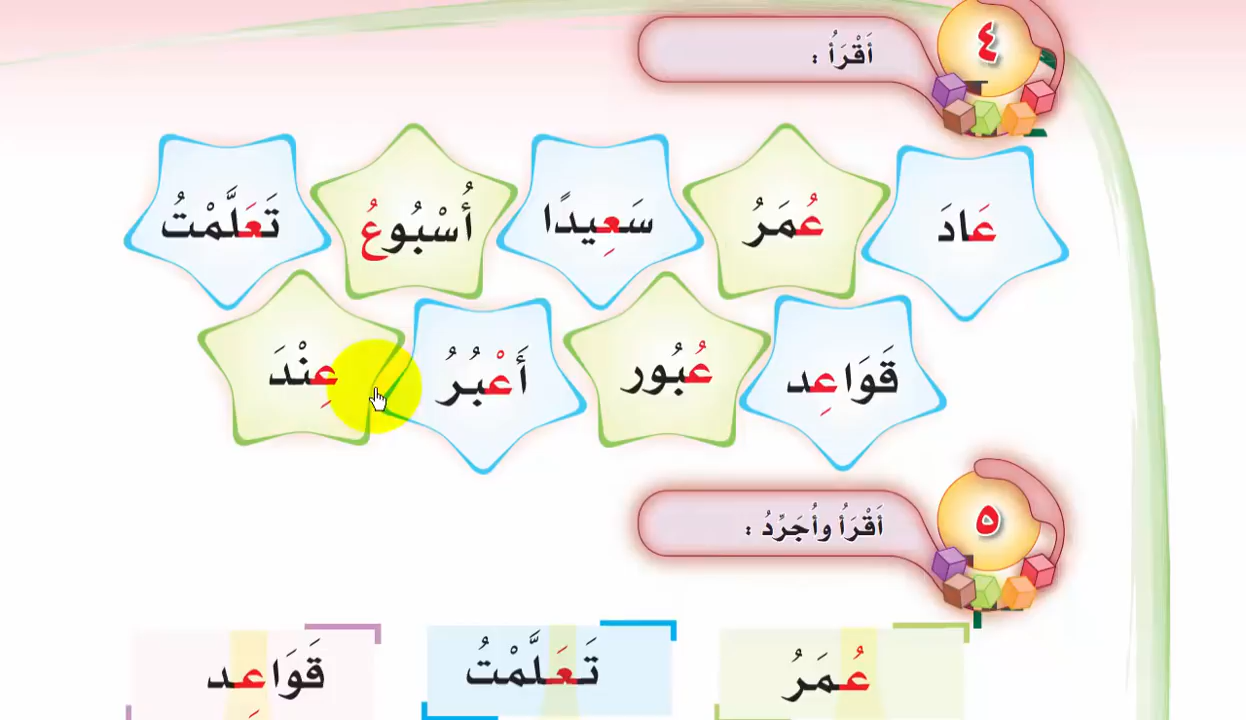 ٤
أَقْرَأُ :
عَادَ عُمَرُ سَعِيدًا أُسْبُوعُ تَعَلَّمْتُ
قَوَاعِد عُبُور أَعْبُرُ عِنْدَ
٥
أَقْرَأُ وأُجَرِّدُ :
عُمَرُ تَعَلَّمْتُ قَوَاعِد